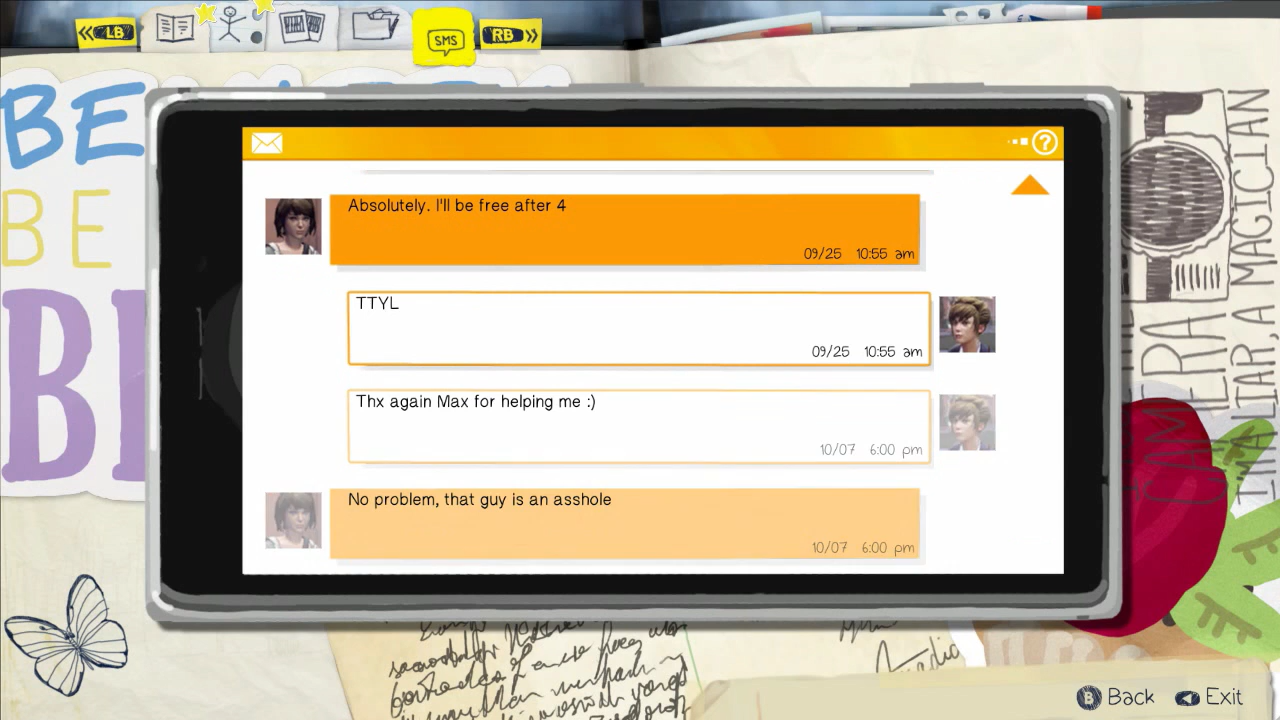 LB
SMS
RB
BE
BE
Absolutely. I'll be free after 4
09/25 10:55 am
TTYL
09/25 10:55 am
Thx again Max for helping me :)
10/07 6:00 pm
No problem, that guy is an asshole
10/07 6:00 pm
CAMERA
LIAR, A MAGICIAN
B Back
Exit